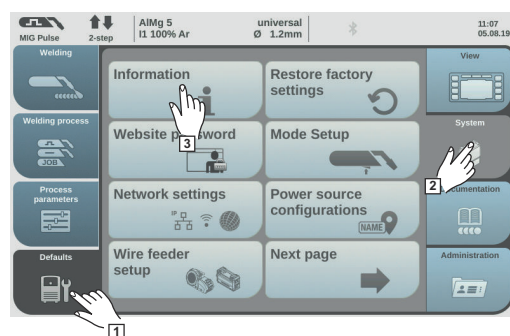 MIG Pulse
2-step
AlMg 5
I1 100% Ar
universal
Ø 1.2mm
11:07
05.08.19
Welding
Welding process
JOB
Process
parameters
Defaults
Information
Restore factory
settings
Website password
Mode Setup
Network settings
IP
Power source
configurations
NAME
Wire feeder
setup
Next page
View
System
Documentation
Administration
1
2
3